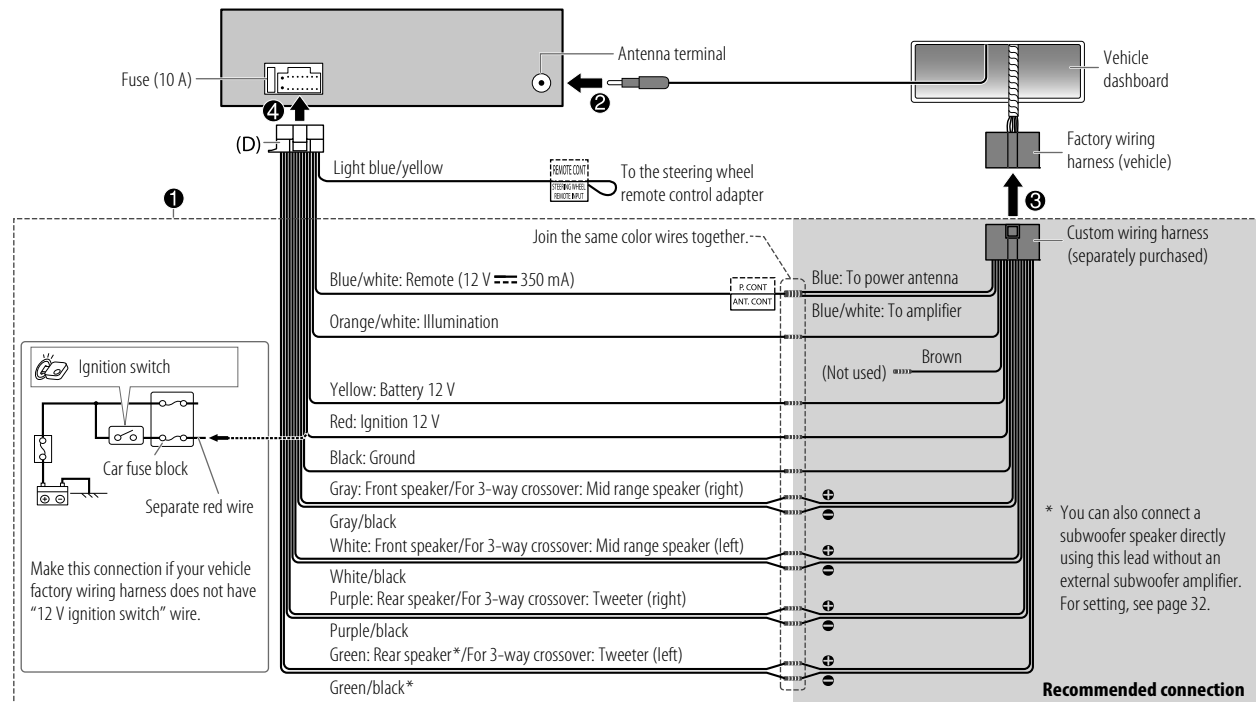 Antenna terminal
Vehicle
dashboard
Fuse (10 A)
❷
❹
(D)
Factory wiring
harness (vehicle)
Light blue/yellow
REMOTE CONT
STEERING WHEEL
REMOTE INPUT
To the steering wheel
remote control adapter
❶
❸
Join the same color wires together.
Custom wiring harness
(separately purchased)
Blue/white: Remote (12 V 350 mA)
P. CONT
ANT. CONT
Blue: To power antenna
Blue/white: To amplifier
Orange/white: Illumination
Brown
(Not used)
Ignition switch
Yellow: Battery 12 V
Red: Ignition 12 V
Car fuse block
Separate red wire
Black: Ground
Gray: Front speaker/For 3-way crossover: Mid range speaker (right)
Gray/black
White: Front speaker/For 3-way crossover: Mid range speaker (left)
White/black
Purple: Rear speaker/For 3-way crossover: Tweeter (right)
Purple/black
Green: Rear speaker*/For 3-way crossover: Tweeter (left)
Green/black*
Make this connection if your vehicle
factory wiring harness does not have
“12 V ignition switch” wire.
* You can also connect a
subwoofer speaker directly
using this lead without an
external subwoofer amplifier.
For setting, see page 32.
Recommended connection